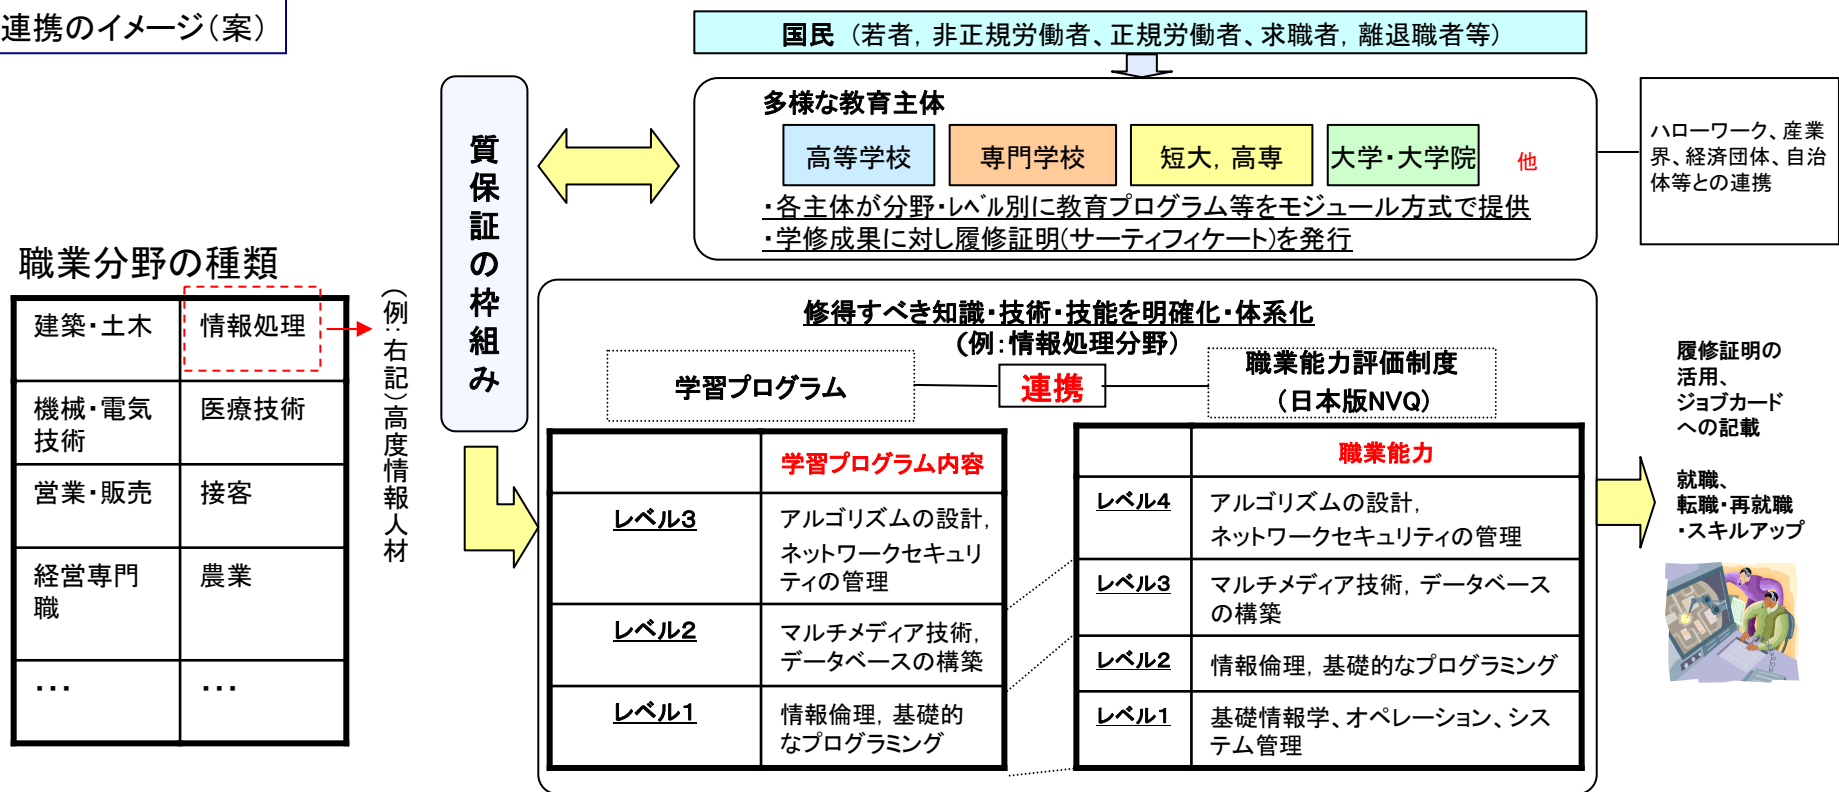 連携のイメージ（案）
国民 （若者，非正規労働者、正規労働者、求職者，離退職者等）
多様な教育主体
高等学校
専門学校
短大，高専
大学・大学院
他
・各主体が分野・レベル別に教育プログラム等をモジュール方式で提供
・学修成果に対し履修証明(サーティフィケート)を発行
ハローワーク、産業
界、経済団体、自治
体等との連携
質保証の枠組み
職業分野の種類
建築・土木
情報処理
機械・電気
技術
医療技術
営業・販売
接客
経営専門
職
農業
・・・
・・・
（例：右記）高度情報人材
修得すべき知識・技術・技能を明確化・体系化
（例：情報処理分野）
学習プログラム
連携
職業能力評価制度
（日本版NVQ）
学習プログラム内容
レベル3
アルゴリズムの設計，
ネットワークセキュリ
ティの管理
レベル2
マルチメディア技術，
データベースの構築
レベル1
情報倫理，基礎的
なプログラミング
職業能力
レベル4
アルゴリズムの設計，
ネットワークセキュリティの管理
レベル3
マルチメディア技術，データベース
の構築
レベル2
情報倫理，基礎的なプログラミング
レベル1
基礎情報学、オペレーション、シス
テム管理
履修証明の
活用、
ジョブカード
への記載
就職、
転職・再就職
・スキルアップ